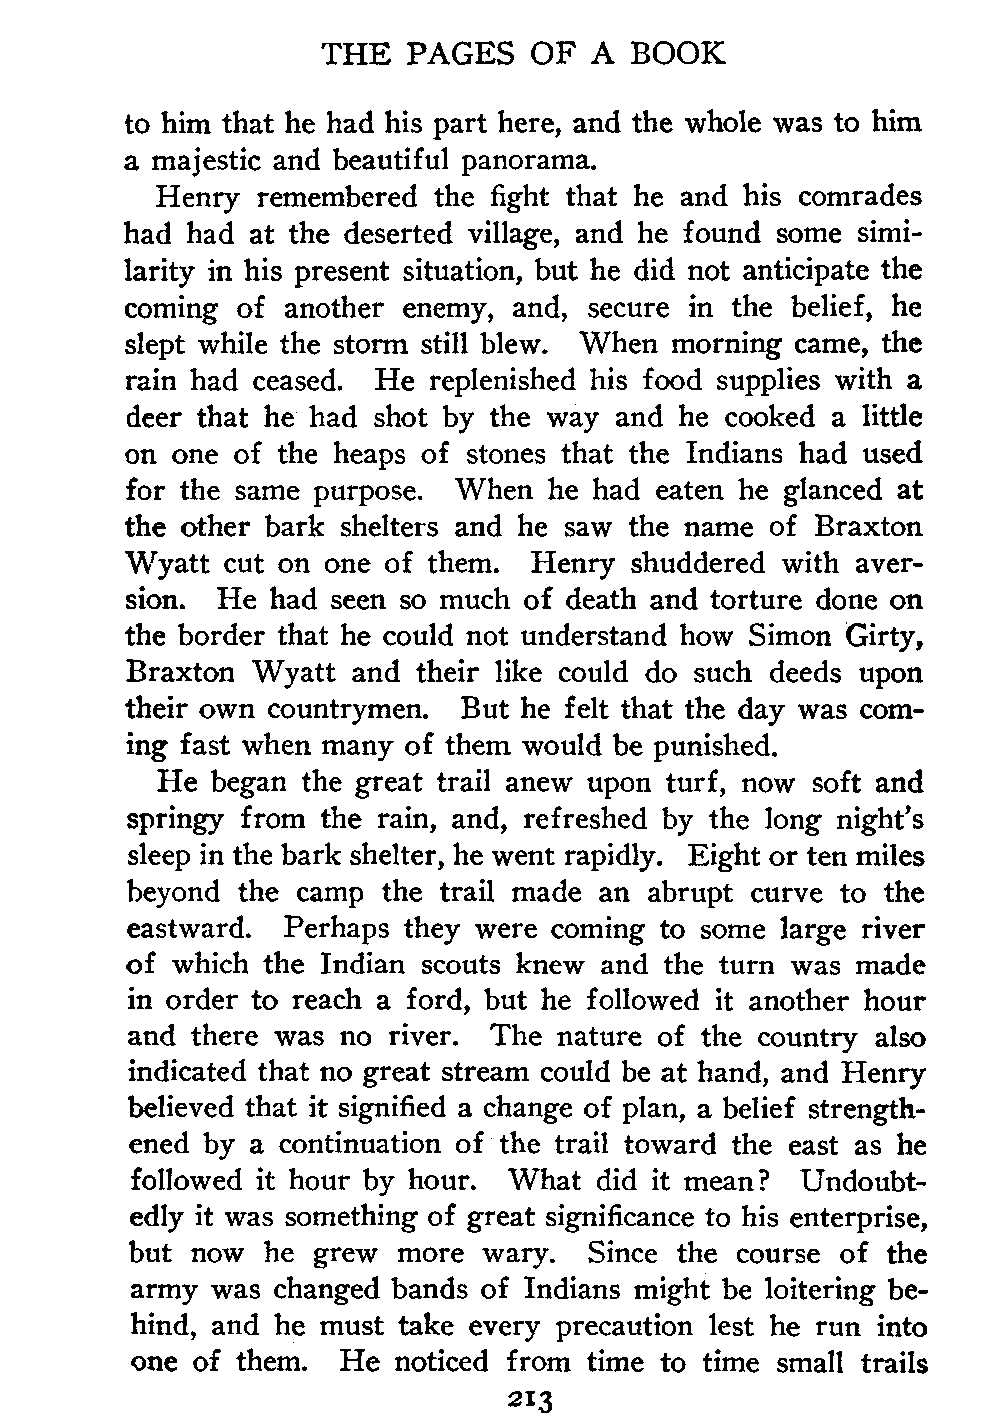 THE PAGES OF A BOOK
to him that he had his part here, and the whole was to him
a majestic and beautiful panorama.
Henry remembered the fight that he and his comrades
had had at the deserted village, and he found some simi-
larity in his present situation, but he did not anticipate the
coming of another enemy, and, secure in the belief, he
slept while the storm still blew. When morning came, the
rain had ceased. He replenished his food supplies with a
deer that he had shot by the way and he cooked a little
on one of the heaps of stones that the Indians had used
for the same purpose. When he had eaten he glanced at
the other bark shelters and he saw the name of Braxton
Wyatt cut on one of them. Henry shuddered with aver-
sion. He had seen so much of death and torture done on
the border that he could not understand how Simon Girty,
Braxton Wyatt and their like could do such deeds upon
their own countrymen. But he felt that the day was com-
ing fast when many of them would be punished.
He began the great trail anew upon turf, now soft and
springy from the rain, and, refreshed by the long night's
sleep in the bark shelter, he went rapidly. Eight or ten miles
beyond the camp the trail made an abrupt curve to the
eastward. Perhaps they were coming to some large river
of which the Indian scouts knew and the turn was made
in order to reach a ford, but he followed it another hour
and there was no river. The nature of the country also
indicated that no great stream could be at hand, and Henry
believed that it signified a change of plan, a belief strength-
ened by a continuation of the trail toward the east as he
followed it hour by hour. What did it mean? Undoubt-
edly it was something of great significance to his enterprise,
but now he grew more wary. Since the course of the
army was changed bands of Indians might be loitering be-
hind, and he must take every precaution lest he run into
one of them. He noticed from time to time small trails
213